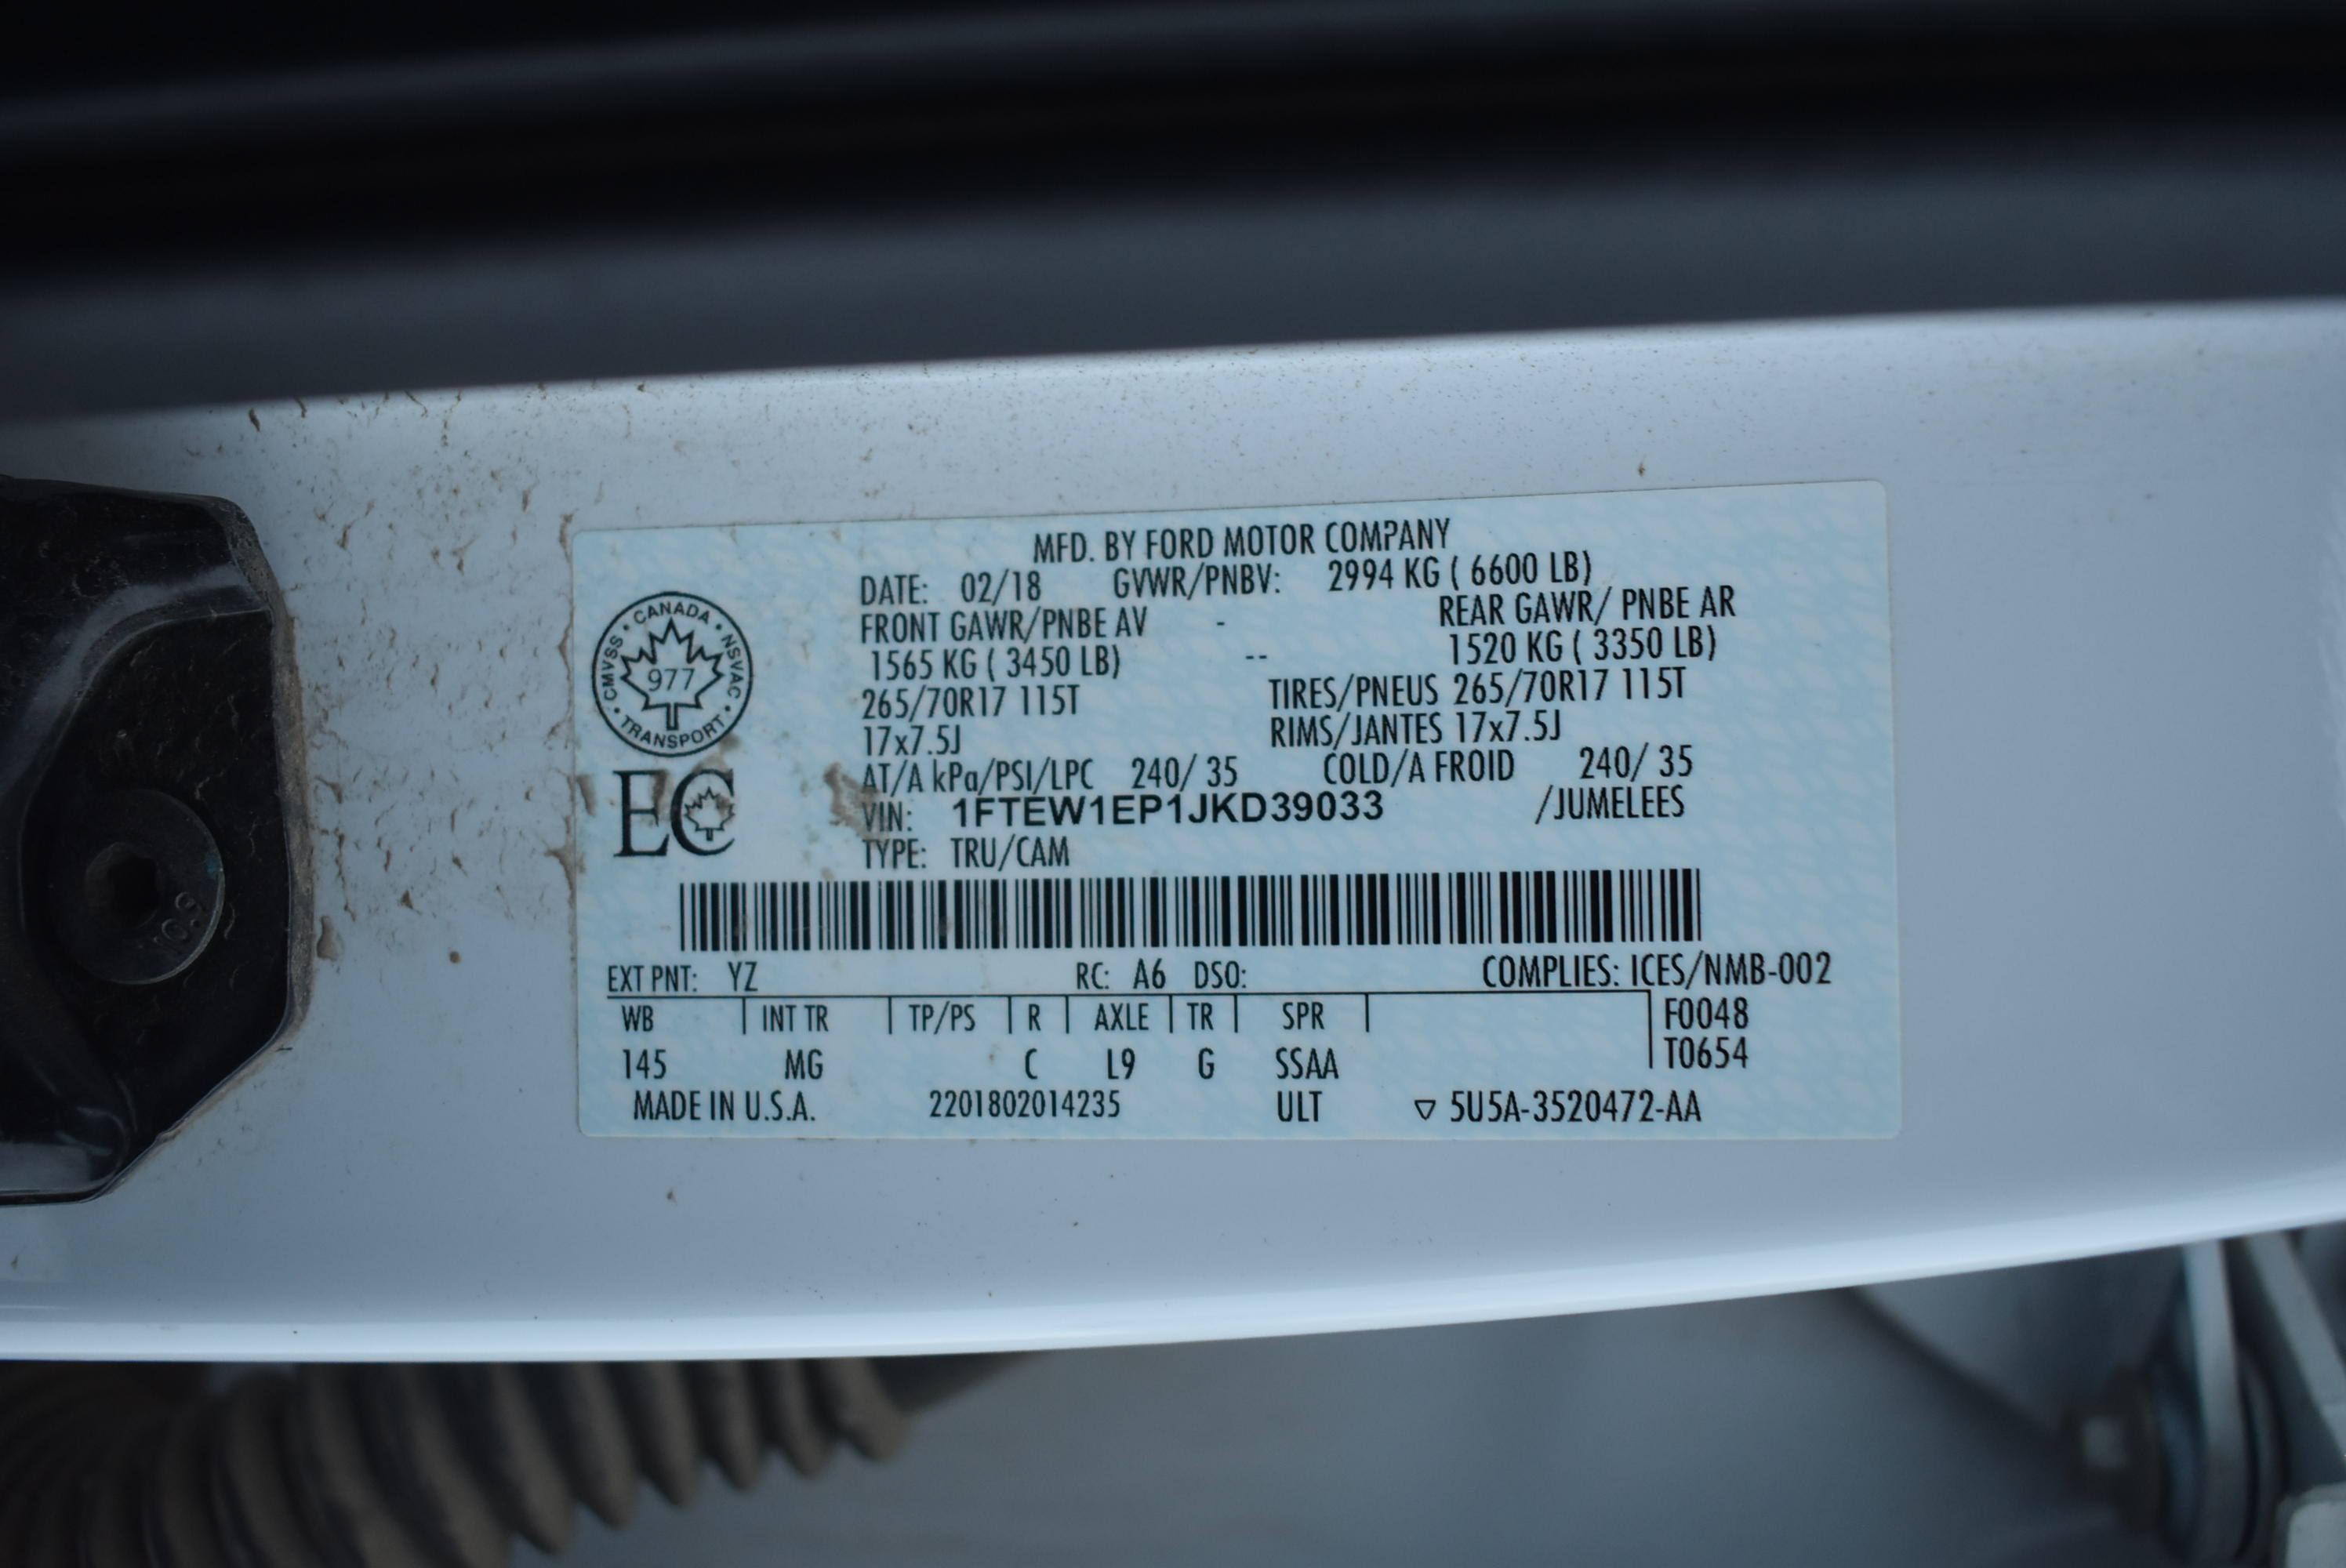 MFD. BY FORD MOTOR COMPANY
DATE: 02/18 GVWR/PNBV: 2994 KG ( 6600 LB)
FRONT GAWR/PNBE AV - REAR GAWR/ PNBE AR
1565 KG ( 3450 LB) -- 1520 KG ( 3350 LB)
265/70R17 115T TIRES/PNEUS 265/70R17 115T
17x7.5J RIMS/JANTES 17x7.5J
AT/A kPa/PSI/LPC 240/ 35 COLD/A FROID 240/ 35
VIN: 1FTEW1EP1JKD39033 /JUMELEES
TYPE: TRU/CAM
CANADA • NSVAC • TRANSPORT • CMVSS •
977
EC
EXT PNT: YZ RC: A6 DSO: COMPLIES: ICES/NMB-002
WB INT TR TP/PS R AXLE TR SPR F0048
T0654
145 MG C L9 G SSAA
MADE IN U.S.A. 2201802014235 ULT ▽ 5U5A-3520472-AA
10.9